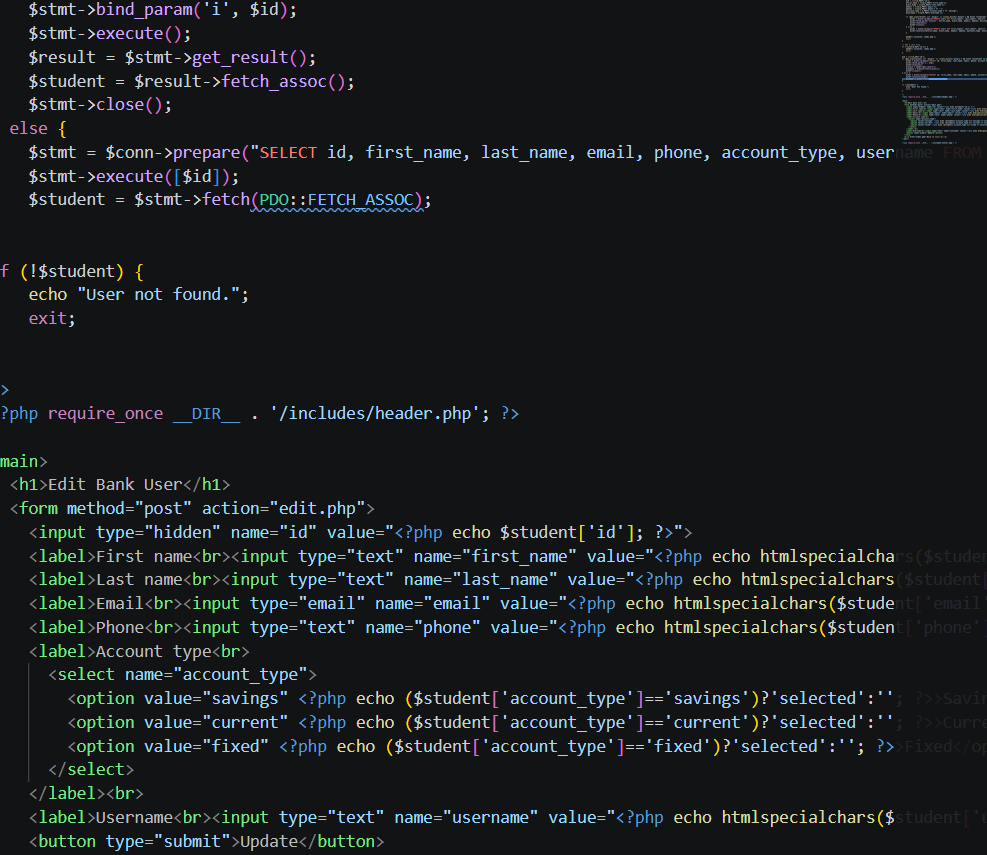 $stmt->bind_param('i', $id);
$stmt->execute();
$result = $stmt->get_result();
$student = $result->fetch_assoc();
$stmt->close();
else {
$stmt = $conn->prepare("SELECT id, first_name, last_name, email, phone, account_type, username FROM
$stmt->execute([$id]);
$student = $stmt->fetch(PDO::FETCH_ASSOC);
f (!$student) {
echo "User not found.";
exit;
>
?php require_once __DIR__ . '/includes/header.php'; ?>
main>
<h1>Edit Bank User</h1>
<form method="post" action="edit.php">
<input type="hidden" name="id" value="<?php echo $student['id']; ?>">
<label>First name<br><input type="text" name="first_name" value="<?php echo htmlspecialchars($studen
<label>Last name<br><input type="text" name="last_name" value="<?php echo htmlspecialchars($student[
<label>Email<br><input type="email" name="email" value="<?php echo htmlspecialchars($student['email'
<label>Phone<br><input type="text" name="phone" value="<?php echo htmlspecialchars($student['phone'
<label>Account type<br>
<select name="account_type">
<option value="savings" <?php echo ($student['account_type']=='savings')?'selected':''; ?>>Savin
<option value="current" <?php echo ($student['account_type']=='current')?'selected':''; ?>>Curre
<option value="fixed" <?php echo ($student['account_type']=='fixed')?'selected':''; ?>>Fixed</op
</select>
</label><br>
<label>Username<br><input type="text" name="username" value="<?php echo htmlspecialchars($student['u
<button type="submit">Update</button>